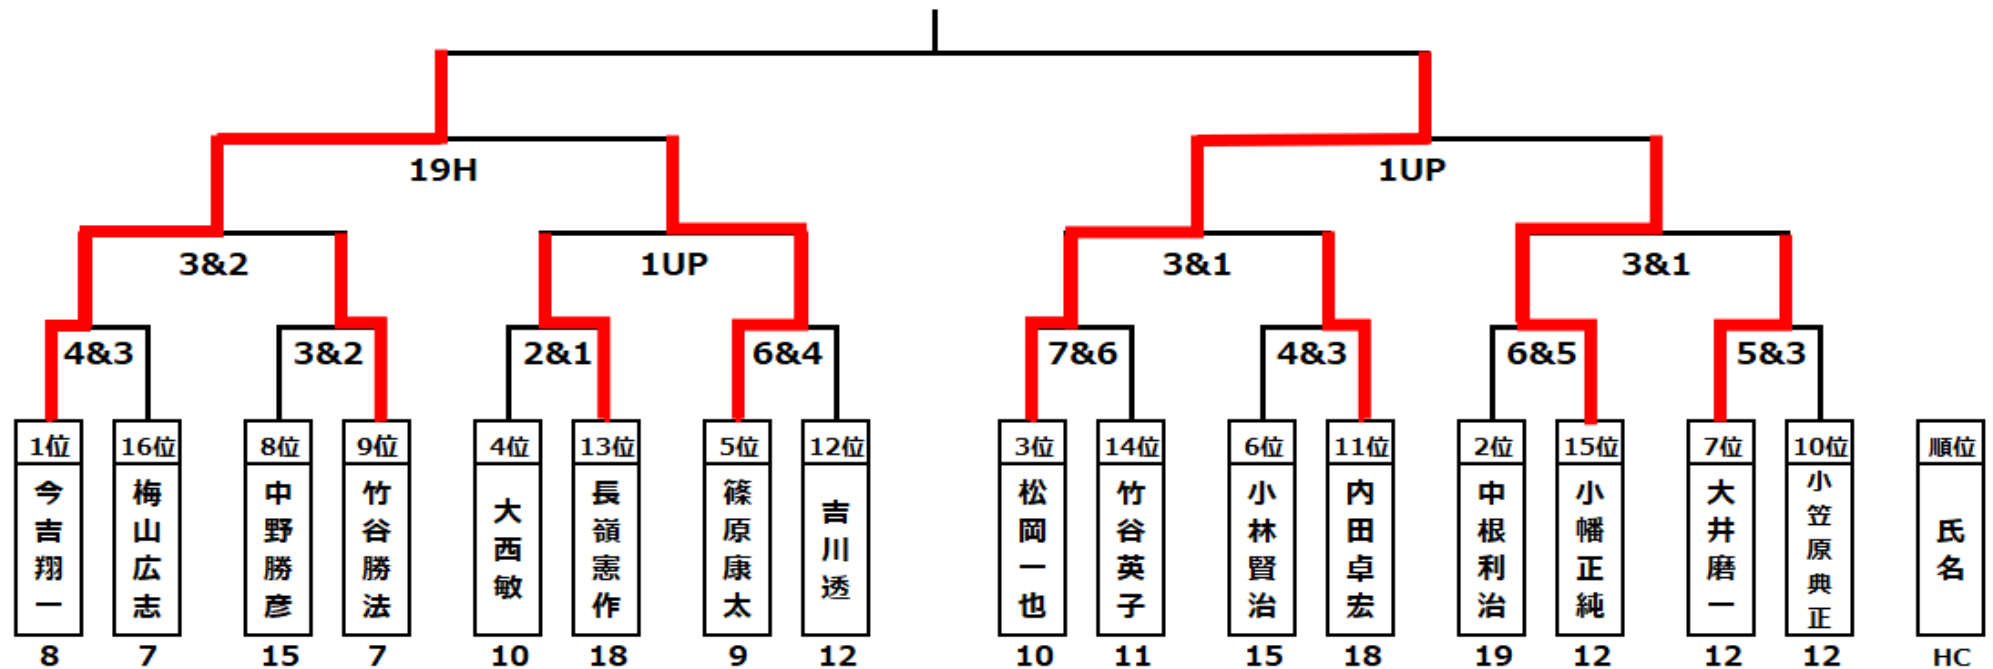 19H
1UP
3&2
1UP
3&1
3&1
4&3
3&2
2&1
6&4
7&6
4&3
6&5
5&3
1位
16位
8位
9位
4位
13位
5位
12位
3位
14位
6位
11位
2位
15位
7位
10位
順位
今吉翔一
梅山広志
中野勝彦
竹谷勝法
大西敏
長嶺憲作
篠原康太
吉川透
松岡一也
竹谷英子
小林賢治
内田卓宏
中根利治
小幡正純
大井磨一
小笠原典正
氏名
8
7
15
7
10
18
9
12
10
11
15
18
19
12
12
12
HC